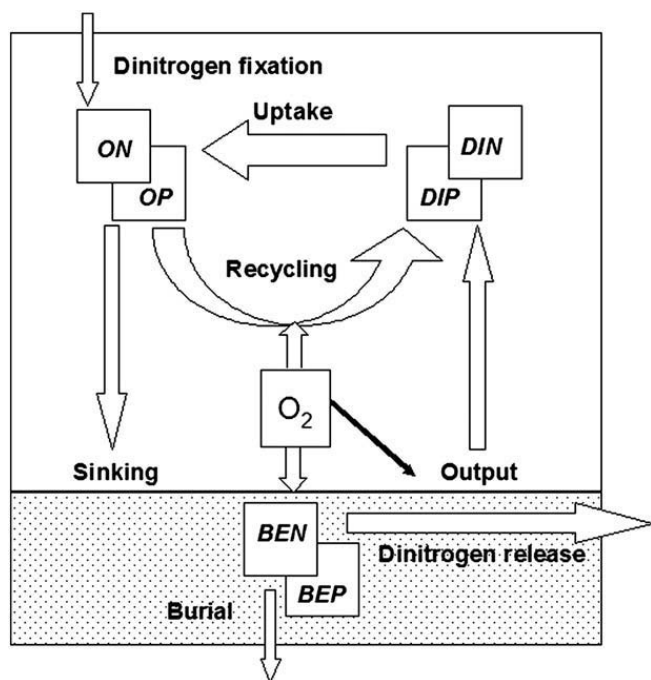 Dinitrogen fixation
Uptake
ON
OP
DIN
DIP
Recycling
O2
Sinking
Output
BEN
BEP
Dinitrogen release
Burial